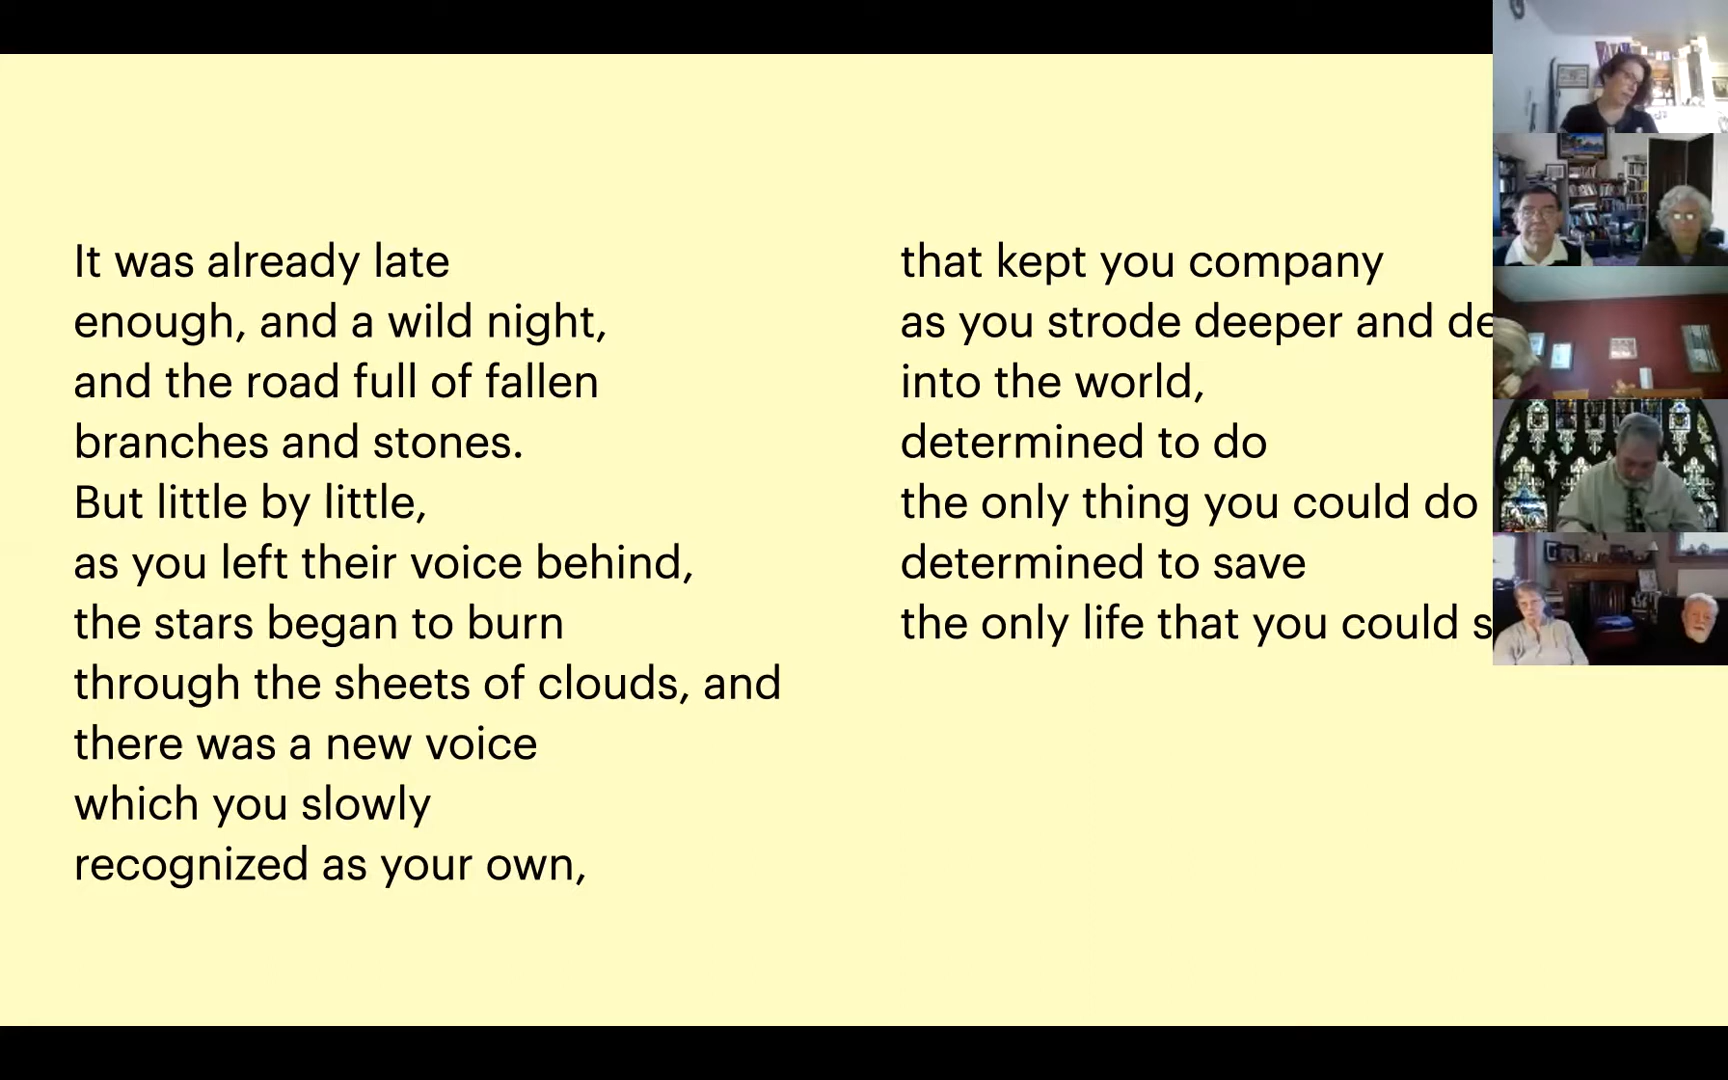 It was already late
enough, and a wild night,
and the road full of fallen
branches and stones.
But little by little,
as you left their voice behind,
the stars began to burn
through the sheets of clouds, and
there was a new voice
which you slowly
recognized as your own,
that kept you company
as you strode deeper and de
into the world,
determined to do
the only thing you could do
determined to save
the only life that you could s